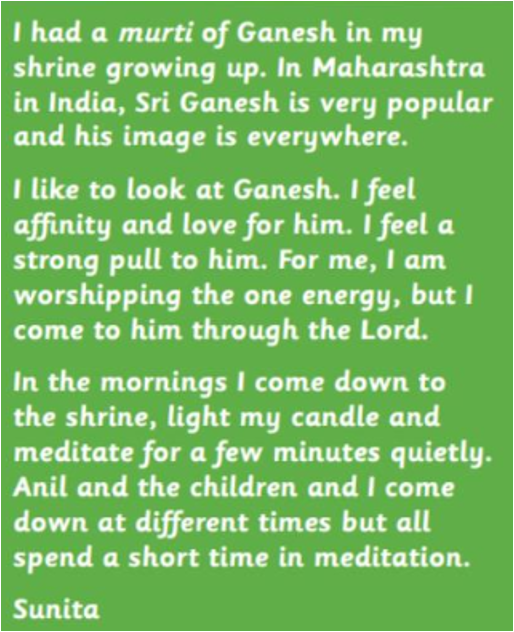 I had a murti of Ganesh in my
shrine growing up. In Maharashtra
in India, Sri Ganesh is very popular
and his image is everywhere.
I like to look at Ganesh. I feel
affinity and love for him. I feel a
strong pull to him. For me, I am
worshipping the one energy, but I
come to him through the Lord.
In the mornings I come down to
the shrine, light my candle and
meditate for a few minutes quietly.
Anil and the children and I come
down at different times but all
spend a short time in meditation.
Sunita